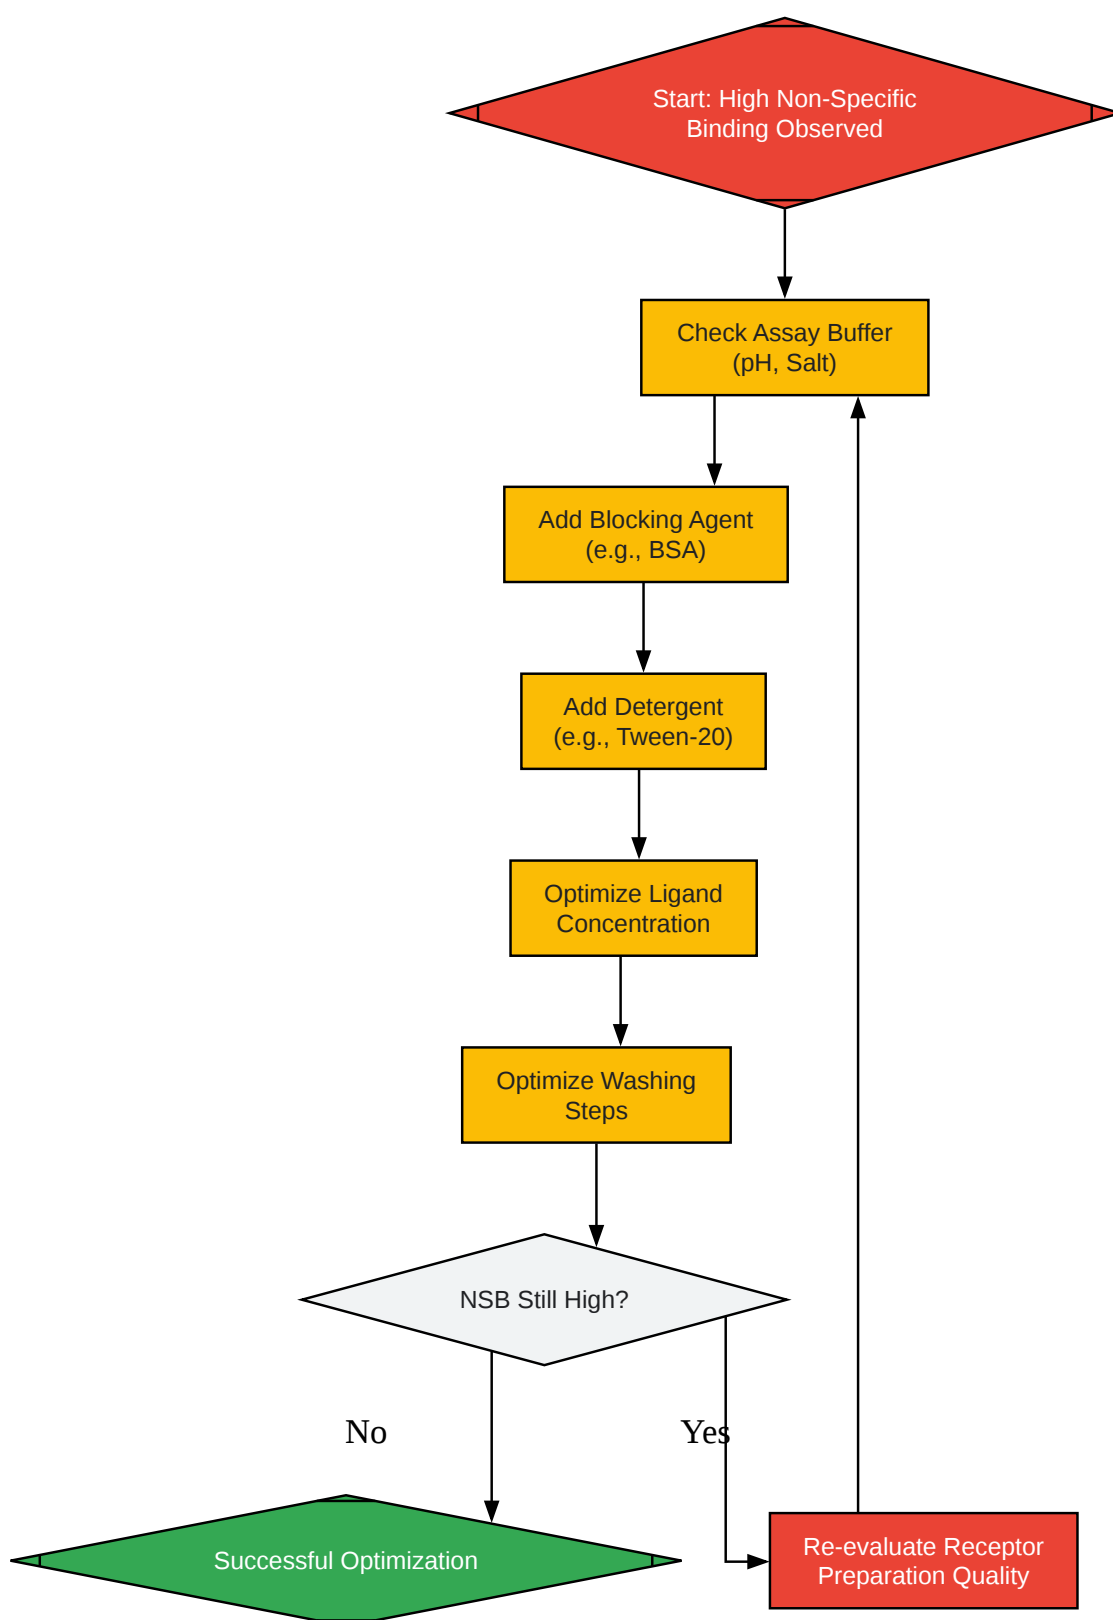 Start: High Non-Specific
Binding Observed
Check Assay Buffer
(pH, Salt)
Add Blocking Agent
(e.g., BSA)
Add Detergent
(e.g., Tween-20)
Optimize Ligand
Concentration
Optimize Washing
Steps
NSB Still High?
No
Yes
Successful Optimization
Re-evaluate Receptor
Preparation Quality